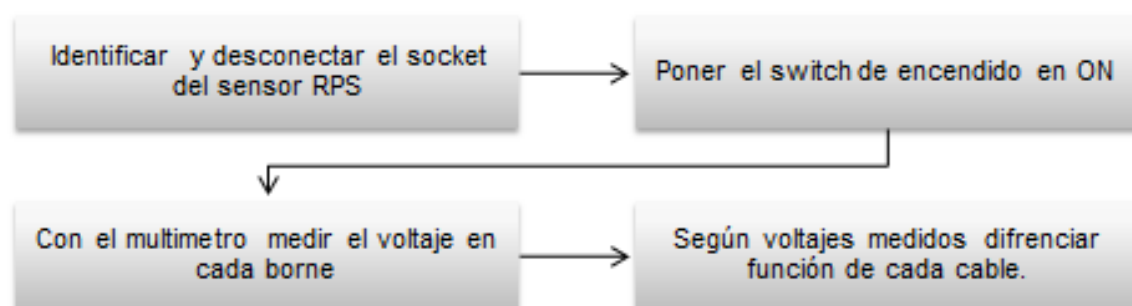 Identificar y desconectar el socket
del sensor RPS
Poner el switch de encendido en ON
Con el multimetro medir el voltaje en
cada borne
Según voltajes medidos difrenciar
función de cada cable.